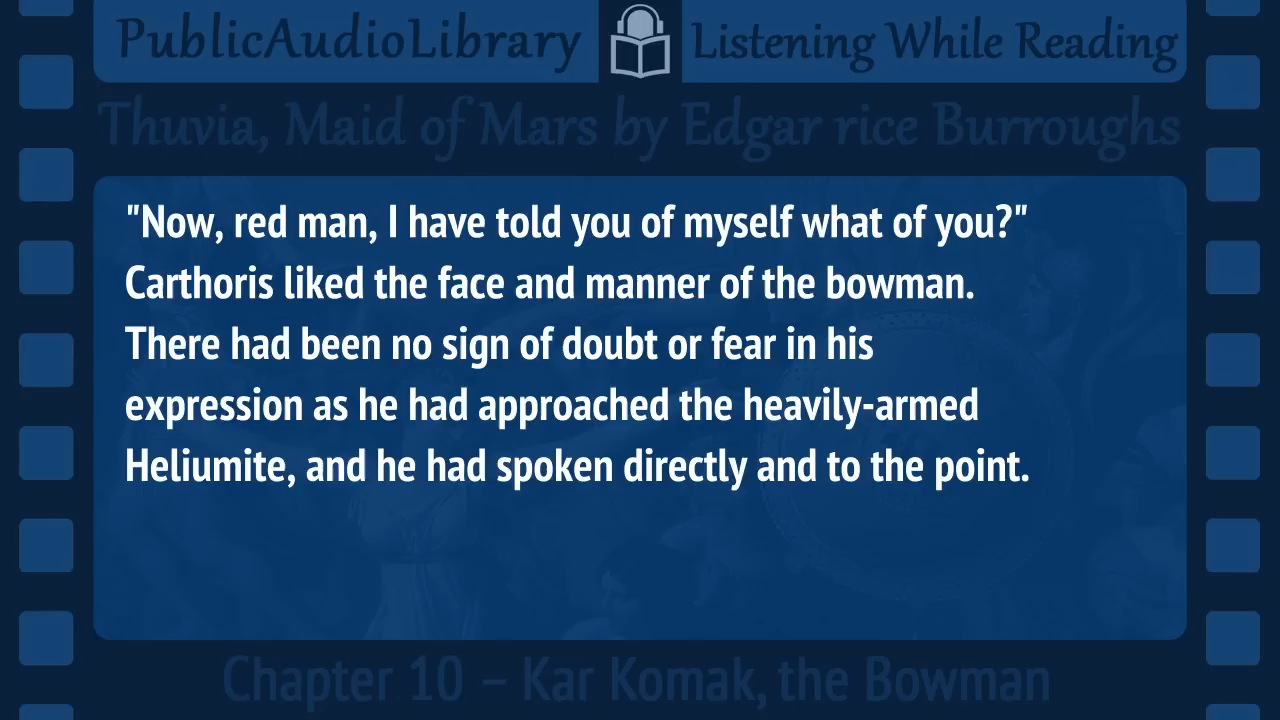 PublicAudioLibrary Listening While Reading
Thuvia, Maid of Mars by Edgar rice Burroughs
"Now, red man, I have told you of myself what of you?"
Carthoris liked the face and manner of the bowman.
There had been no sign of doubt or fear in his
expression as he had approached the heavily-armed
Heliumite, and he had spoken directly and to the point.
Chapter 10 – Kar Komak, the Bowman